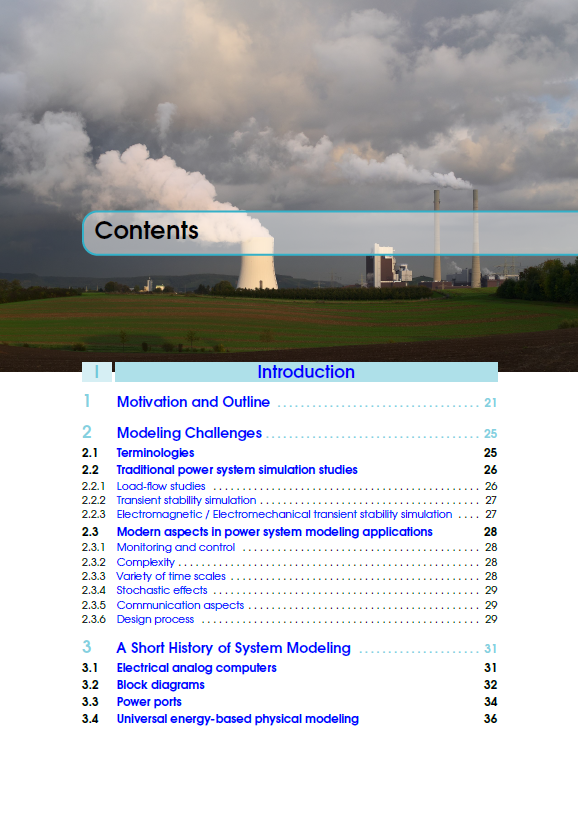 Contents
I Introduction
1 Motivation and Outline . . . . . . . . . . . . . . . . . . . . . . . . . . . . . . . 21
2 Modeling Challenges . . . . . . . . . . . . . . . . . . . . . . . . . . . . . . . . . 25
2.1 Terminologies 25
2.2 Traditional power system simulation studies 26
2.2.1 Load-flow studies . . . . . . . . . . . . . . . . . . . . . . . . . . . . . . . . . . . . . . . . . 26
2.2.2 Transient stability simulation . . . . . . . . . . . . . . . . . . . . . . . . . . . . . . . . . . 27
2.2.3 Electromagnetic / Electromechanical transient stability simulation . . . . 27
2.3 Modern aspects in power system modeling applications 28
2.3.1 Monitoring and control . . . . . . . . . . . . . . . . . . . . . . . . . . . . . . . . . . . . . 28
2.3.2 Complexity . . . . . . . . . . . . . . . . . . . . . . . . . . . . . . . . . . . . . . . . . . . . . . 28
2.3.3 Variety of time scales . . . . . . . . . . . . . . . . . . . . . . . . . . . . . . . . . . . . . . 28
2.3.4 Stochastic effects . . . . . . . . . . . . . . . . . . . . . . . . . . . . . . . . . . . . . . . . . 29
2.3.5 Communication aspects . . . . . . . . . . . . . . . . . . . . . . . . . . . . . . . . . . . . 29
2.3.6 Design process . . . . . . . . . . . . . . . . . . . . . . . . . . . . . . . . . . . . . . . . . . . 29
3 A Short History of System Modeling . . . . . . . . . . . . . . . . . . . 31
3.1 Electrical analog computers 31
3.2 Block diagrams 32
3.3 Power ports 34
3.4 Universal energy-based physical modeling 36